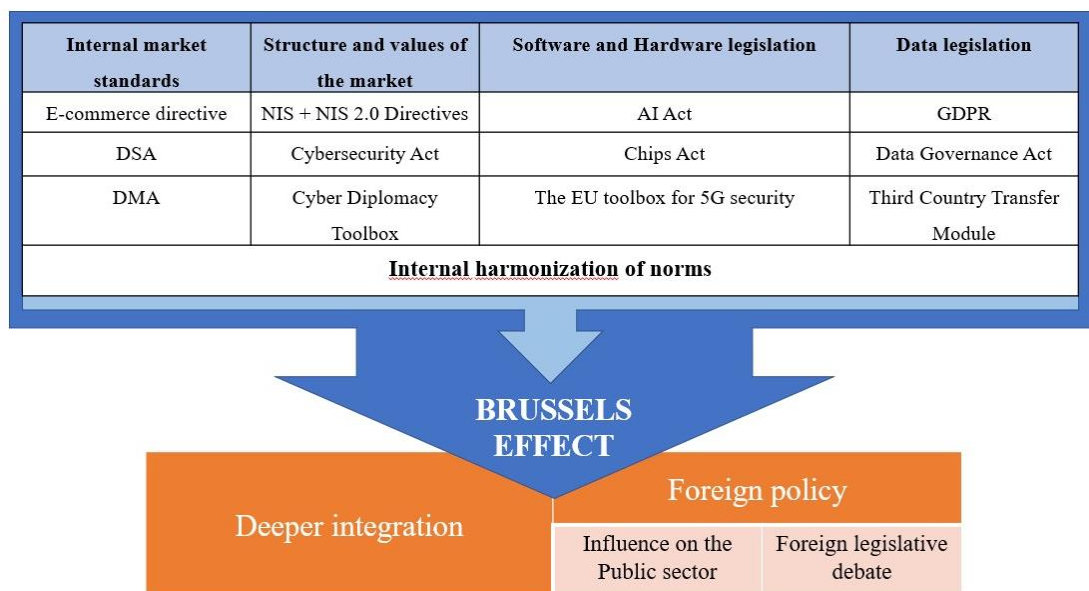 Internal market
standards
Structure and values of
the market
Software and Hardware legislation
Data legislation
E-commerce directive
NIS + NIS 2.0 Directives
AI Act
GDPR
DSA
Cybersecurity Act
Chips Act
Data Governance Act
DMA
Cyber Diplomacy
Toolbox
The EU toolbox for 5G security
Third Country Transfer
Module
Internal harmonization of norms
BRUSSELS
EFFECT
Deeper integration
Foreign policy
Influence on the
Public sector
Foreign legislative
debate